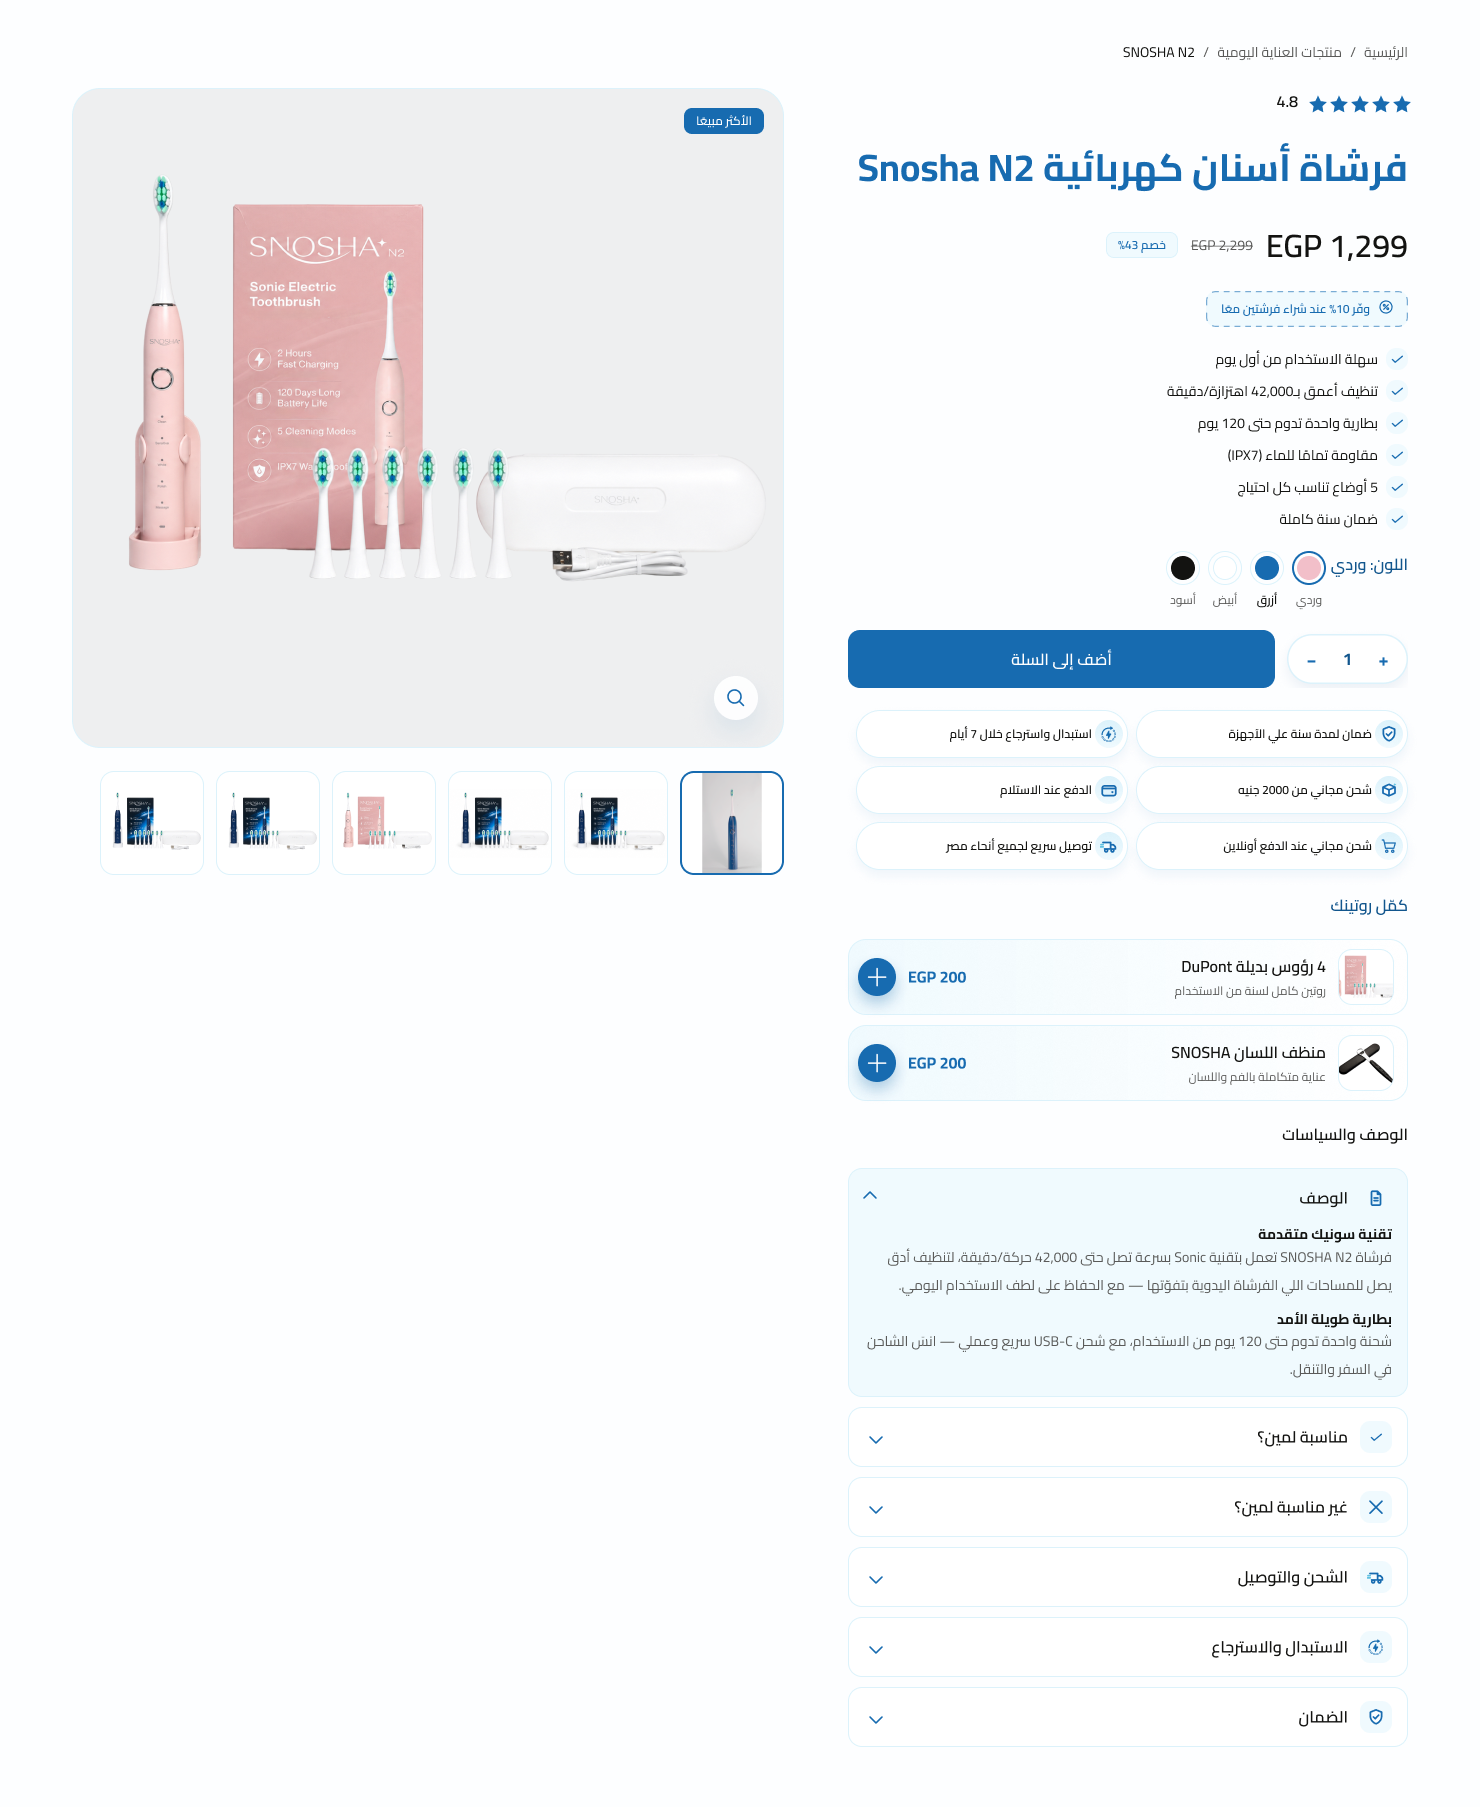 الرئيسية / منتجات العناية اليومية / SNOSHA N2
4.8
فرشاة أسنان كهربائية Snosha N2
EGP 1,299 EGP 2,299 خصم 43%
وفّر 10% عند شراء فرشتين معًا
سهلة الاستخدام من أول يوم
تنظيف أعمق بـ42,000 اهتزازة/دقيقة
بطارية واحدة تدوم حتى 120 يوم
مقاومة تمامًا للماء (IPX7)
5 أوضاع تناسب كل احتياج
ضمان سنة كاملة
اللون: وردي
وردي أزرق أبيض أسود
+ 1 −
أضف إلى السلة
ضمان لمدة سنة علي الأجهزة
استبدال واسترجاع خلال 7 أيام
شحن مجاني من 2000 جنيه
الدفع عند الاستلام
شحن مجاني عند الدفع أونلاين
توصيل سريع لجميع أنحاء مصر
كمّل روتينك
4 رؤوس بديلة DuPont
روتين كامل لسنة من الاستخدام
EGP 200
منظف اللسان SNOSHA
عناية متكاملة بالفم واللسان
EGP 200
الوصف والسياسات
الوصف
تقنية سونيك متقدمة
فرشاة SNOSHA N2 تعمل بتقنية Sonic بسرعة تصل حتى 42,000 حركة/دقيقة، لتنظيف أدق
يصل للمساحات اللي الفرشاة اليدوية بتفوّتها — مع الحفاظ على لطف الاستخدام اليومي.
بطارية طويلة الأمد
شحنة واحدة تدوم حتى 120 يوم من الاستخدام، مع شحن USB-C سريع وعملي — انسَ الشاحن
في السفر والتنقل.
مناسبة لمين؟
غير مناسبة لمين؟
الشحن والتوصيل
الاستبدال والاسترجاع
الضمان
الأكثر مبيعًا
SNOSHA N2
Sonic Electric
Toothbrush
2 Hours
Fast Charging
120 Days Long
Battery Life
5 Cleaning Modes
IPX7
SNOSHA
SNOSHA